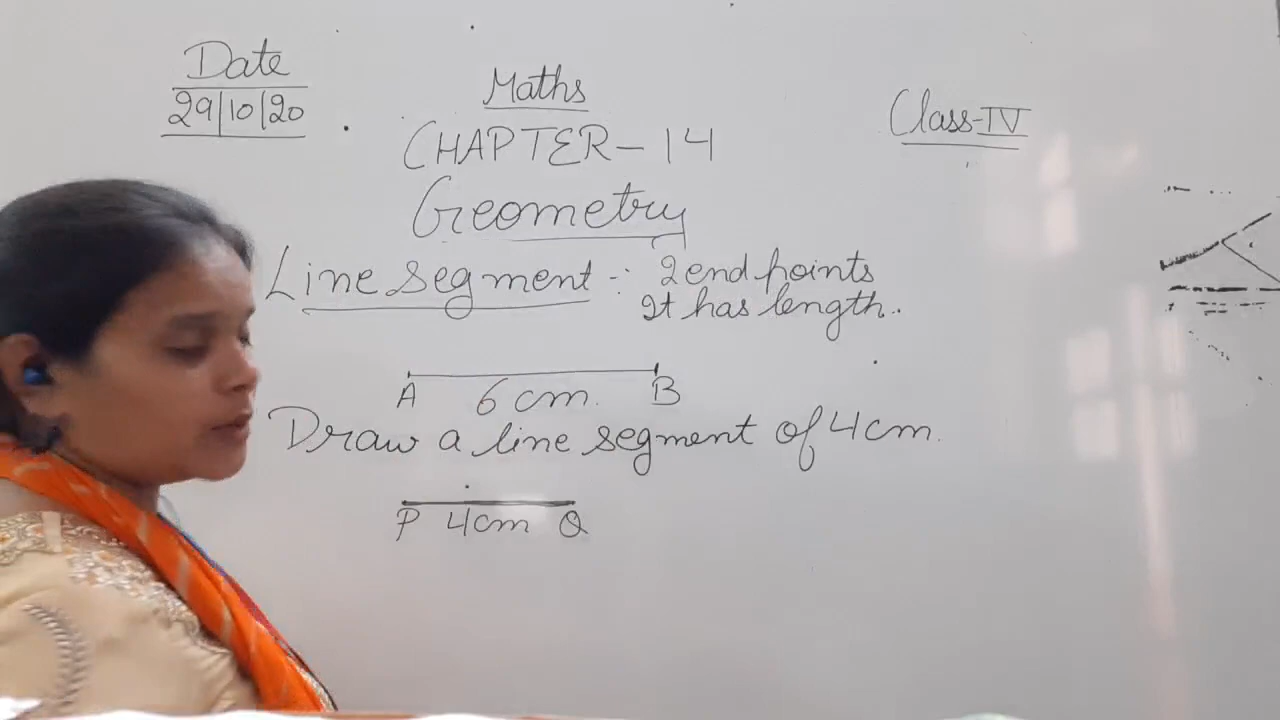 Date
29/10/20
Maths
Class-IV
CHAPTER-14
Geometry
Line segment -: 2 end points
It has length.
A 6 cm. B
Draw a line segment of 4cm.
P 4cm Q